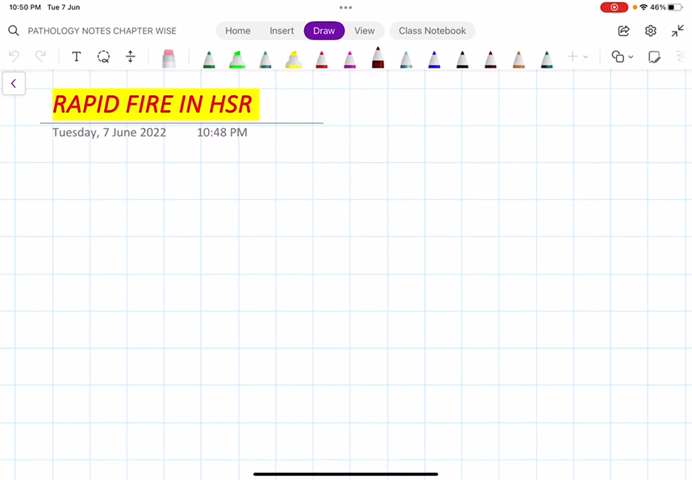 10:50 PM Tue 7 Jun
46%
PATHOLOGY NOTES CHAPTER WISE
Home Insert Draw View Class Notebook
T
RAPID FIRE IN HSR
Tuesday, 7 June 2022 10:48 PM